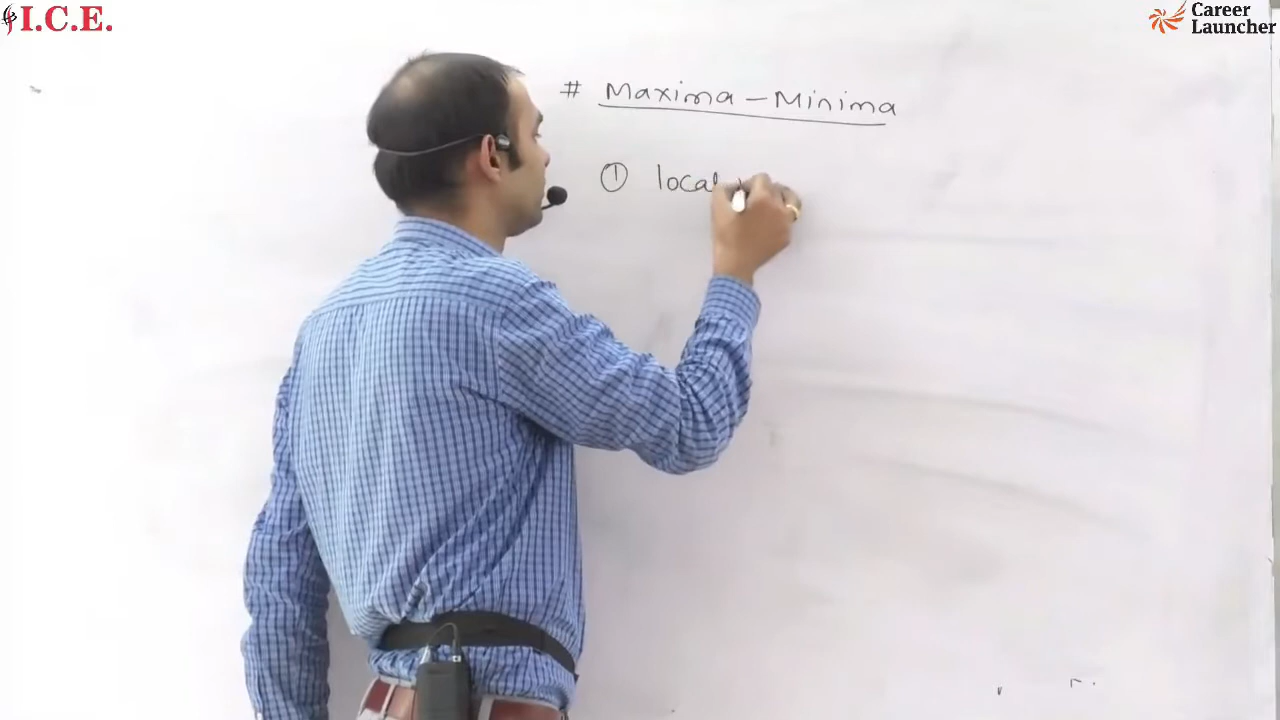 I.C.E.
Career
Launcher
# Maxima - Minima
① local